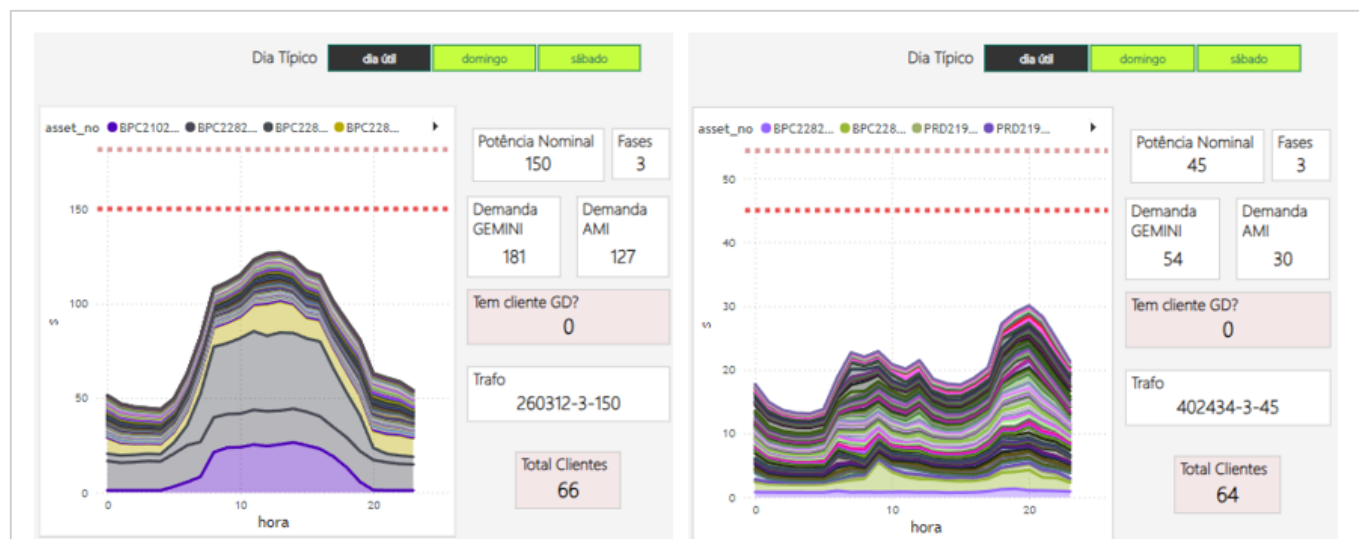 Dia Típico dia útil domingo sábado
asset_no BPC2102... BPC2282... BPC228... BPC228...
Potência Nominal
150
Fases
3
150
100
50
0
s
0 10 20
hora
Demanda
GEMINI
181
Demanda
AMI
127
Tem cliente GD?
0
Trafo
260312-3-150
Total Clientes
66
Dia Típico dia útil domingo sábado
asset_no BPC2282... BPC228... PRD219... PRD219...
Potência Nominal
45
Fases
3
50
40
30
20
10
0
s
0 10 20
hora
Demanda
GEMINI
54
Demanda
AMI
30
Tem cliente GD?
0
Trafo
402434-3-45
Total Clientes
64